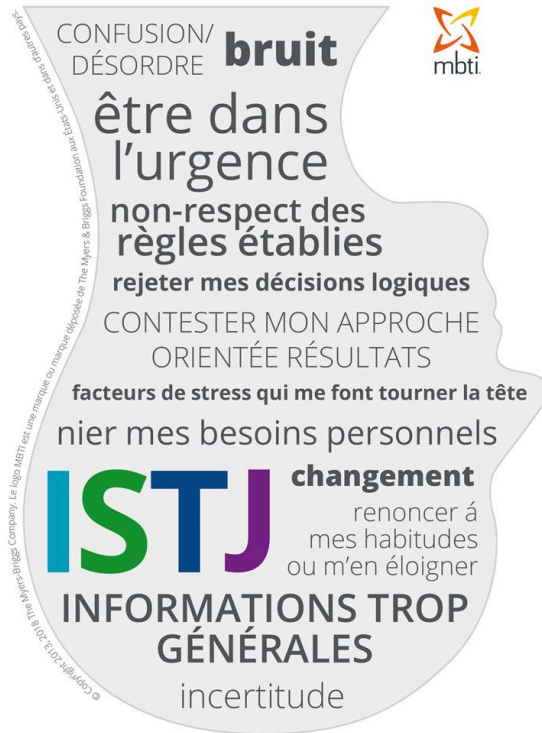 CONFUSION/
DÉSORDRE
bruit
mbti®
être dans
l’urgence
non-respect des
règles établies
rejeter mes décisions logiques
CONTESTER MON APPROCHE
ORIENTÉE RÉSULTATS
facteurs de stress qui me font tourner la tête
nier mes besoins personnels
ISTJ
changement
renoncer á
mes habitudes
ou m’en éloigner
INFORMATIONS TROP
GÉNÉRALES
incertitude
© Copyright 2013, 2018 The Myers-Briggs Company. Le logo MBTI est une marque ou marque déposée de The Myers & Briggs Foundation aux États-Unis et dans d'autres pays.